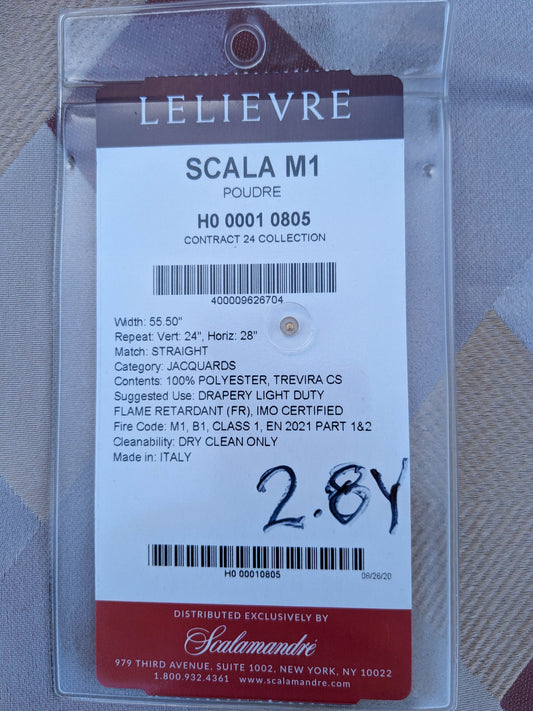 LELIEVRE
SCALA M1
POUDRE
H0 0001 0805
CONTRACT 24 COLLECTION
400009626704
Width: 55.50"
Repeat: Vert: 24", Horiz: 28"
Match: STRAIGHT
Category: JACQUARDS
Contents: 100% POLYESTER, TREVIRA CS
Suggested Use: DRAPERY LIGHT DUTY
FLAME RETARDANT (FR), IMO CERTIFIED
Fire Code: M1, B1, CLASS 1, EN 2021 PART 1&2
Cleanability: DRY CLEAN ONLY
Made in: ITALY
2.8Y
H0 00010805
08/26/20
DISTRIBUTED EXCLUSIVELY BY
Scalamandré
979 THIRD AVENUE, SUITE 1002, NEW YORK, NY 10022
1.800.932.4361 www.scalamandre.com